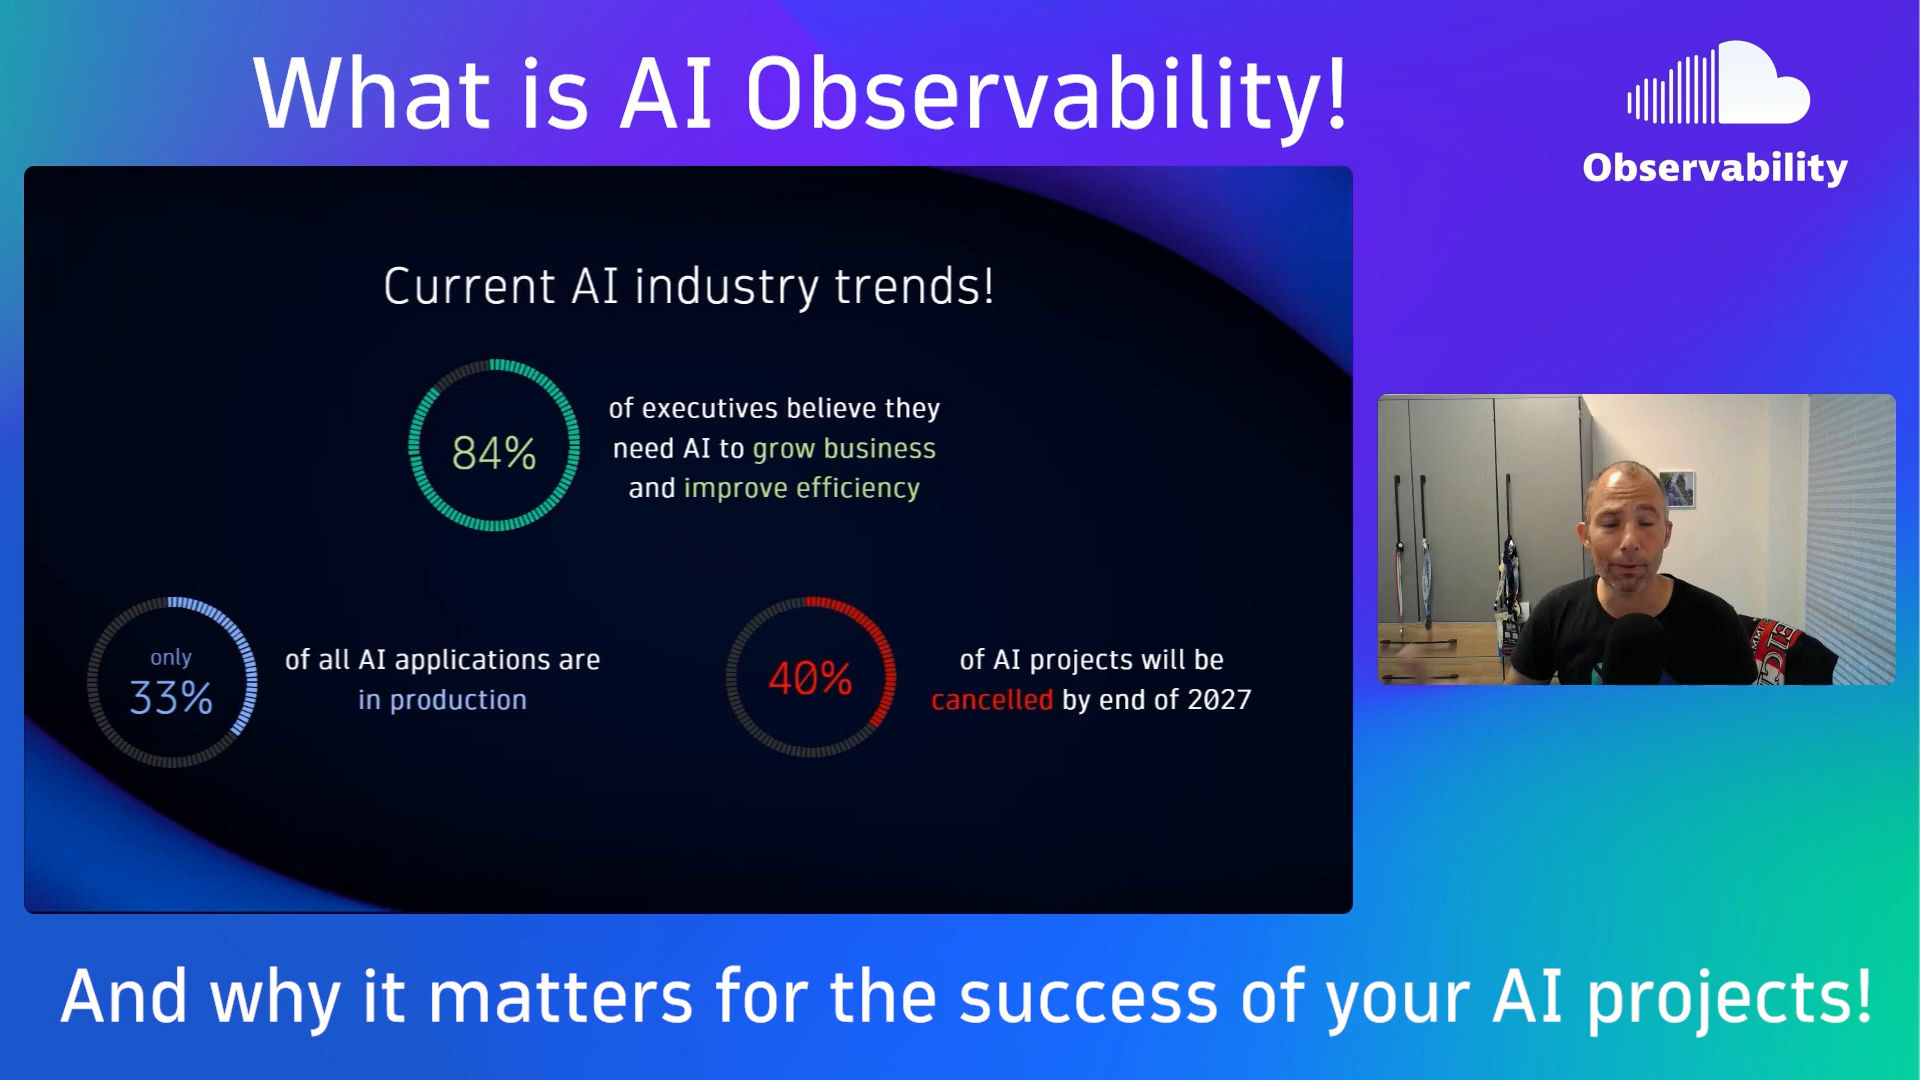 What is AI Observability!
Observability
Current AI industry trends!
84%
of executives believe they
need AI to grow business
and improve efficiency
only
33%
of all AI applications are
in production
40%
of AI projects will be
cancelled by end of 2027
And why it matters for the success of your AI projects!